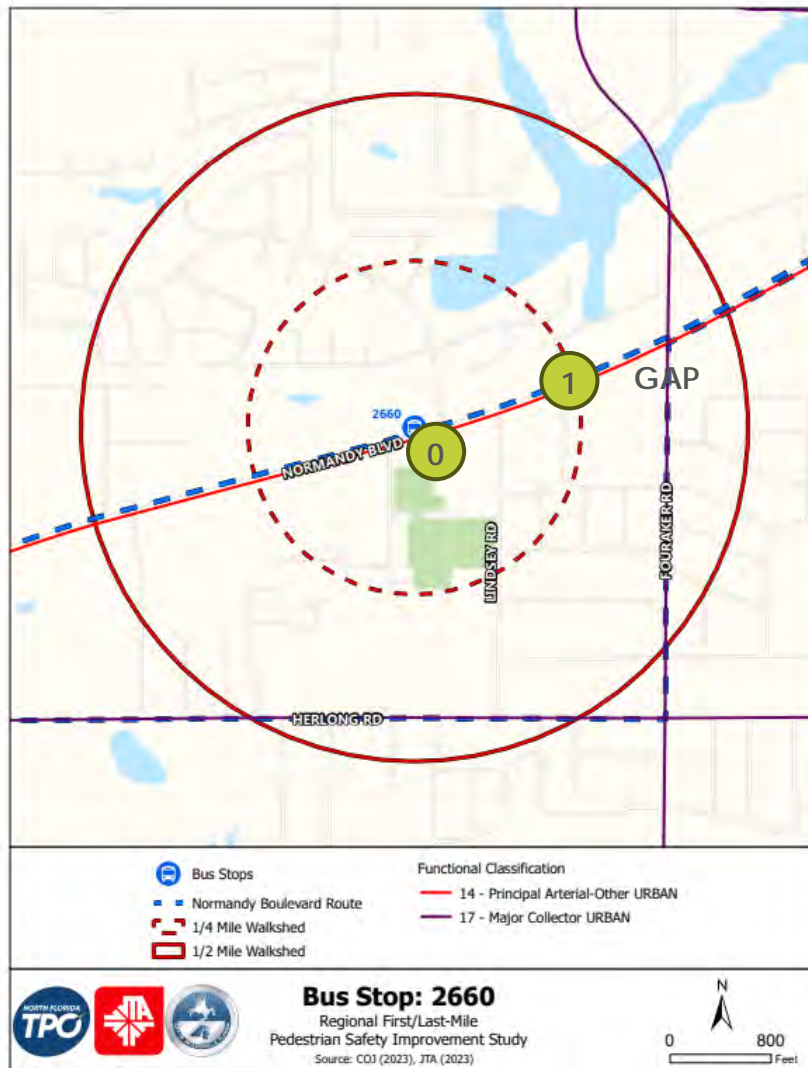 1
GAP
2660
0
NORMANDY BLVD
LINDSEY RD
FOURAKER RD
HERLONG RD
Bus Stops
Normandy Boulevard Route
1/4 Mile Walkshed
1/2 Mile Walkshed
Functional Classification
14 - Principal Arterial-Other URBAN
17 - Major Collector URBAN
NORTH FLORIDA
TPO
JTA
Bus Stop: 2660
Regional First/Last-Mile
Pedestrian Safety Improvement Study
Source: COJ (2023), JTA (2023)
N
0 800
Feet